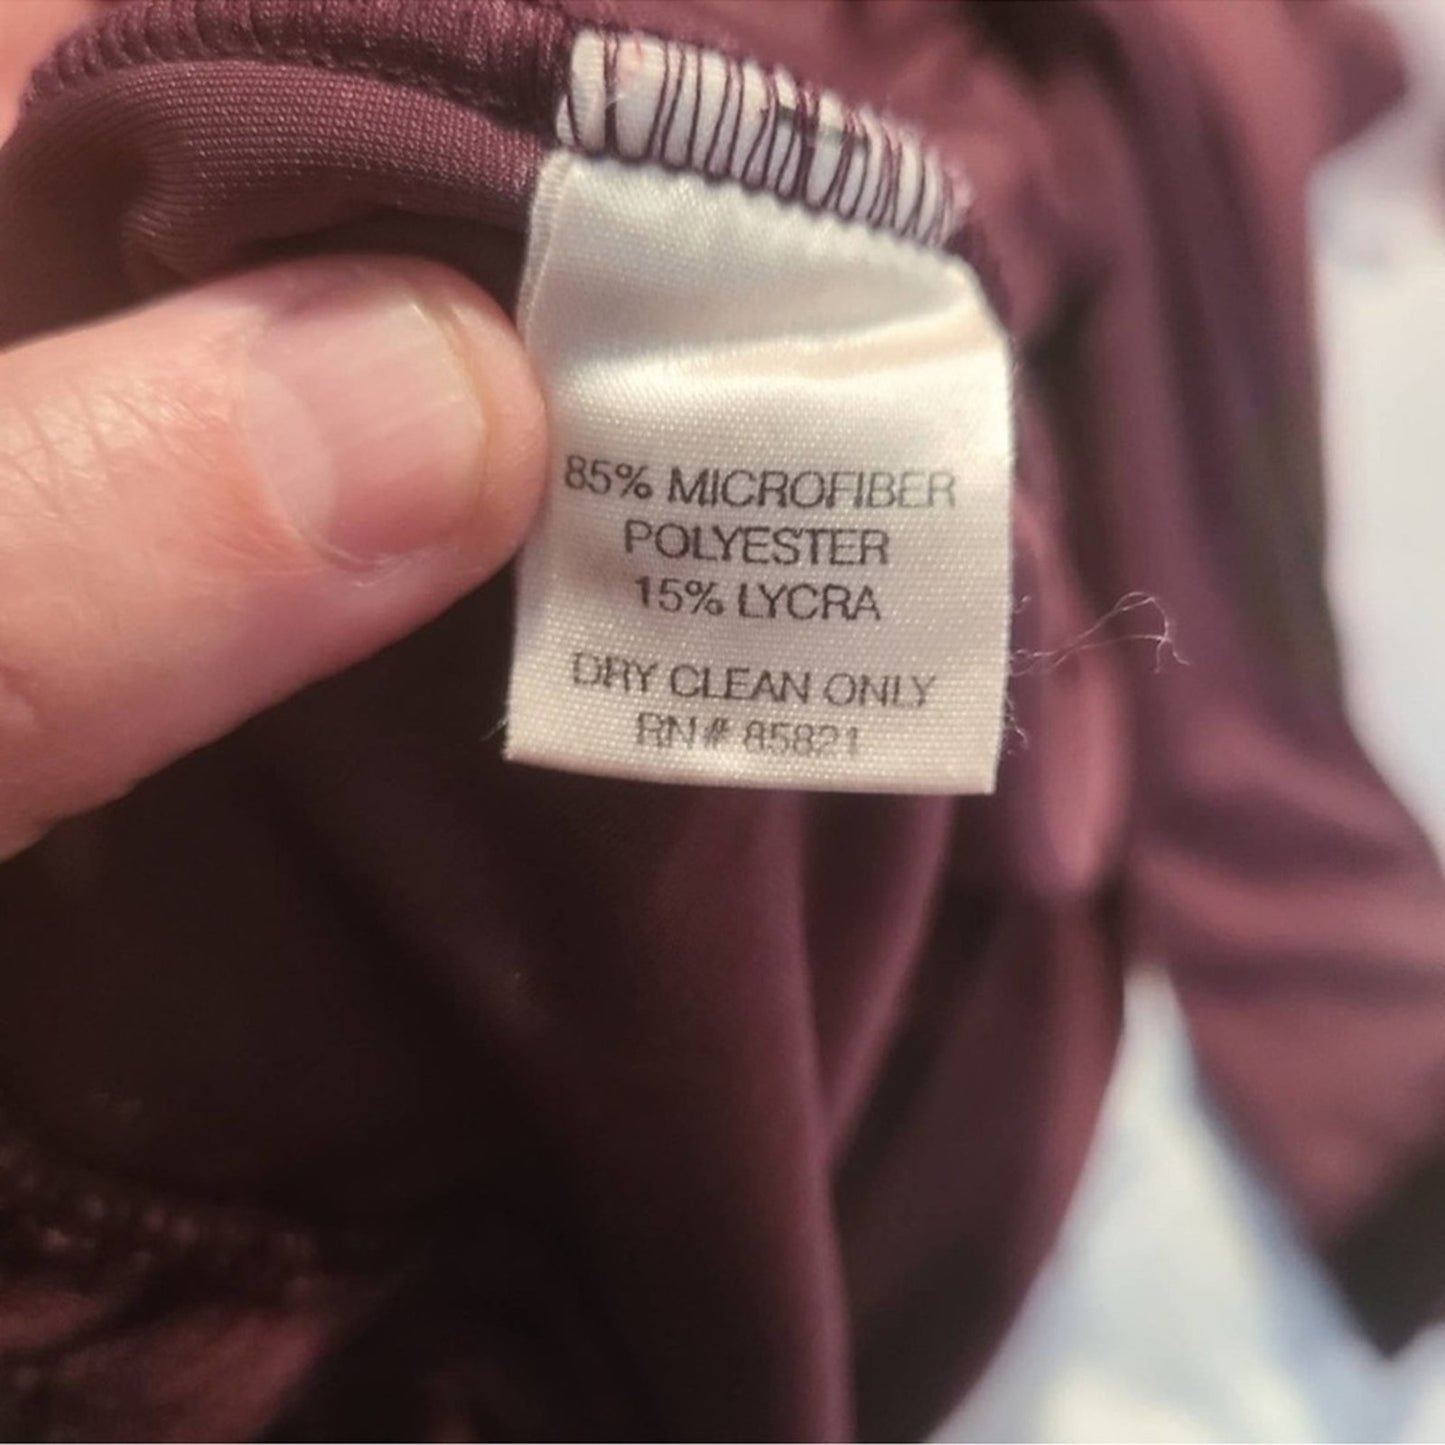 85% MICROFIBER
POLYESTER
15% LYCRA
DRY CLEAN ONLY
RN# 85821